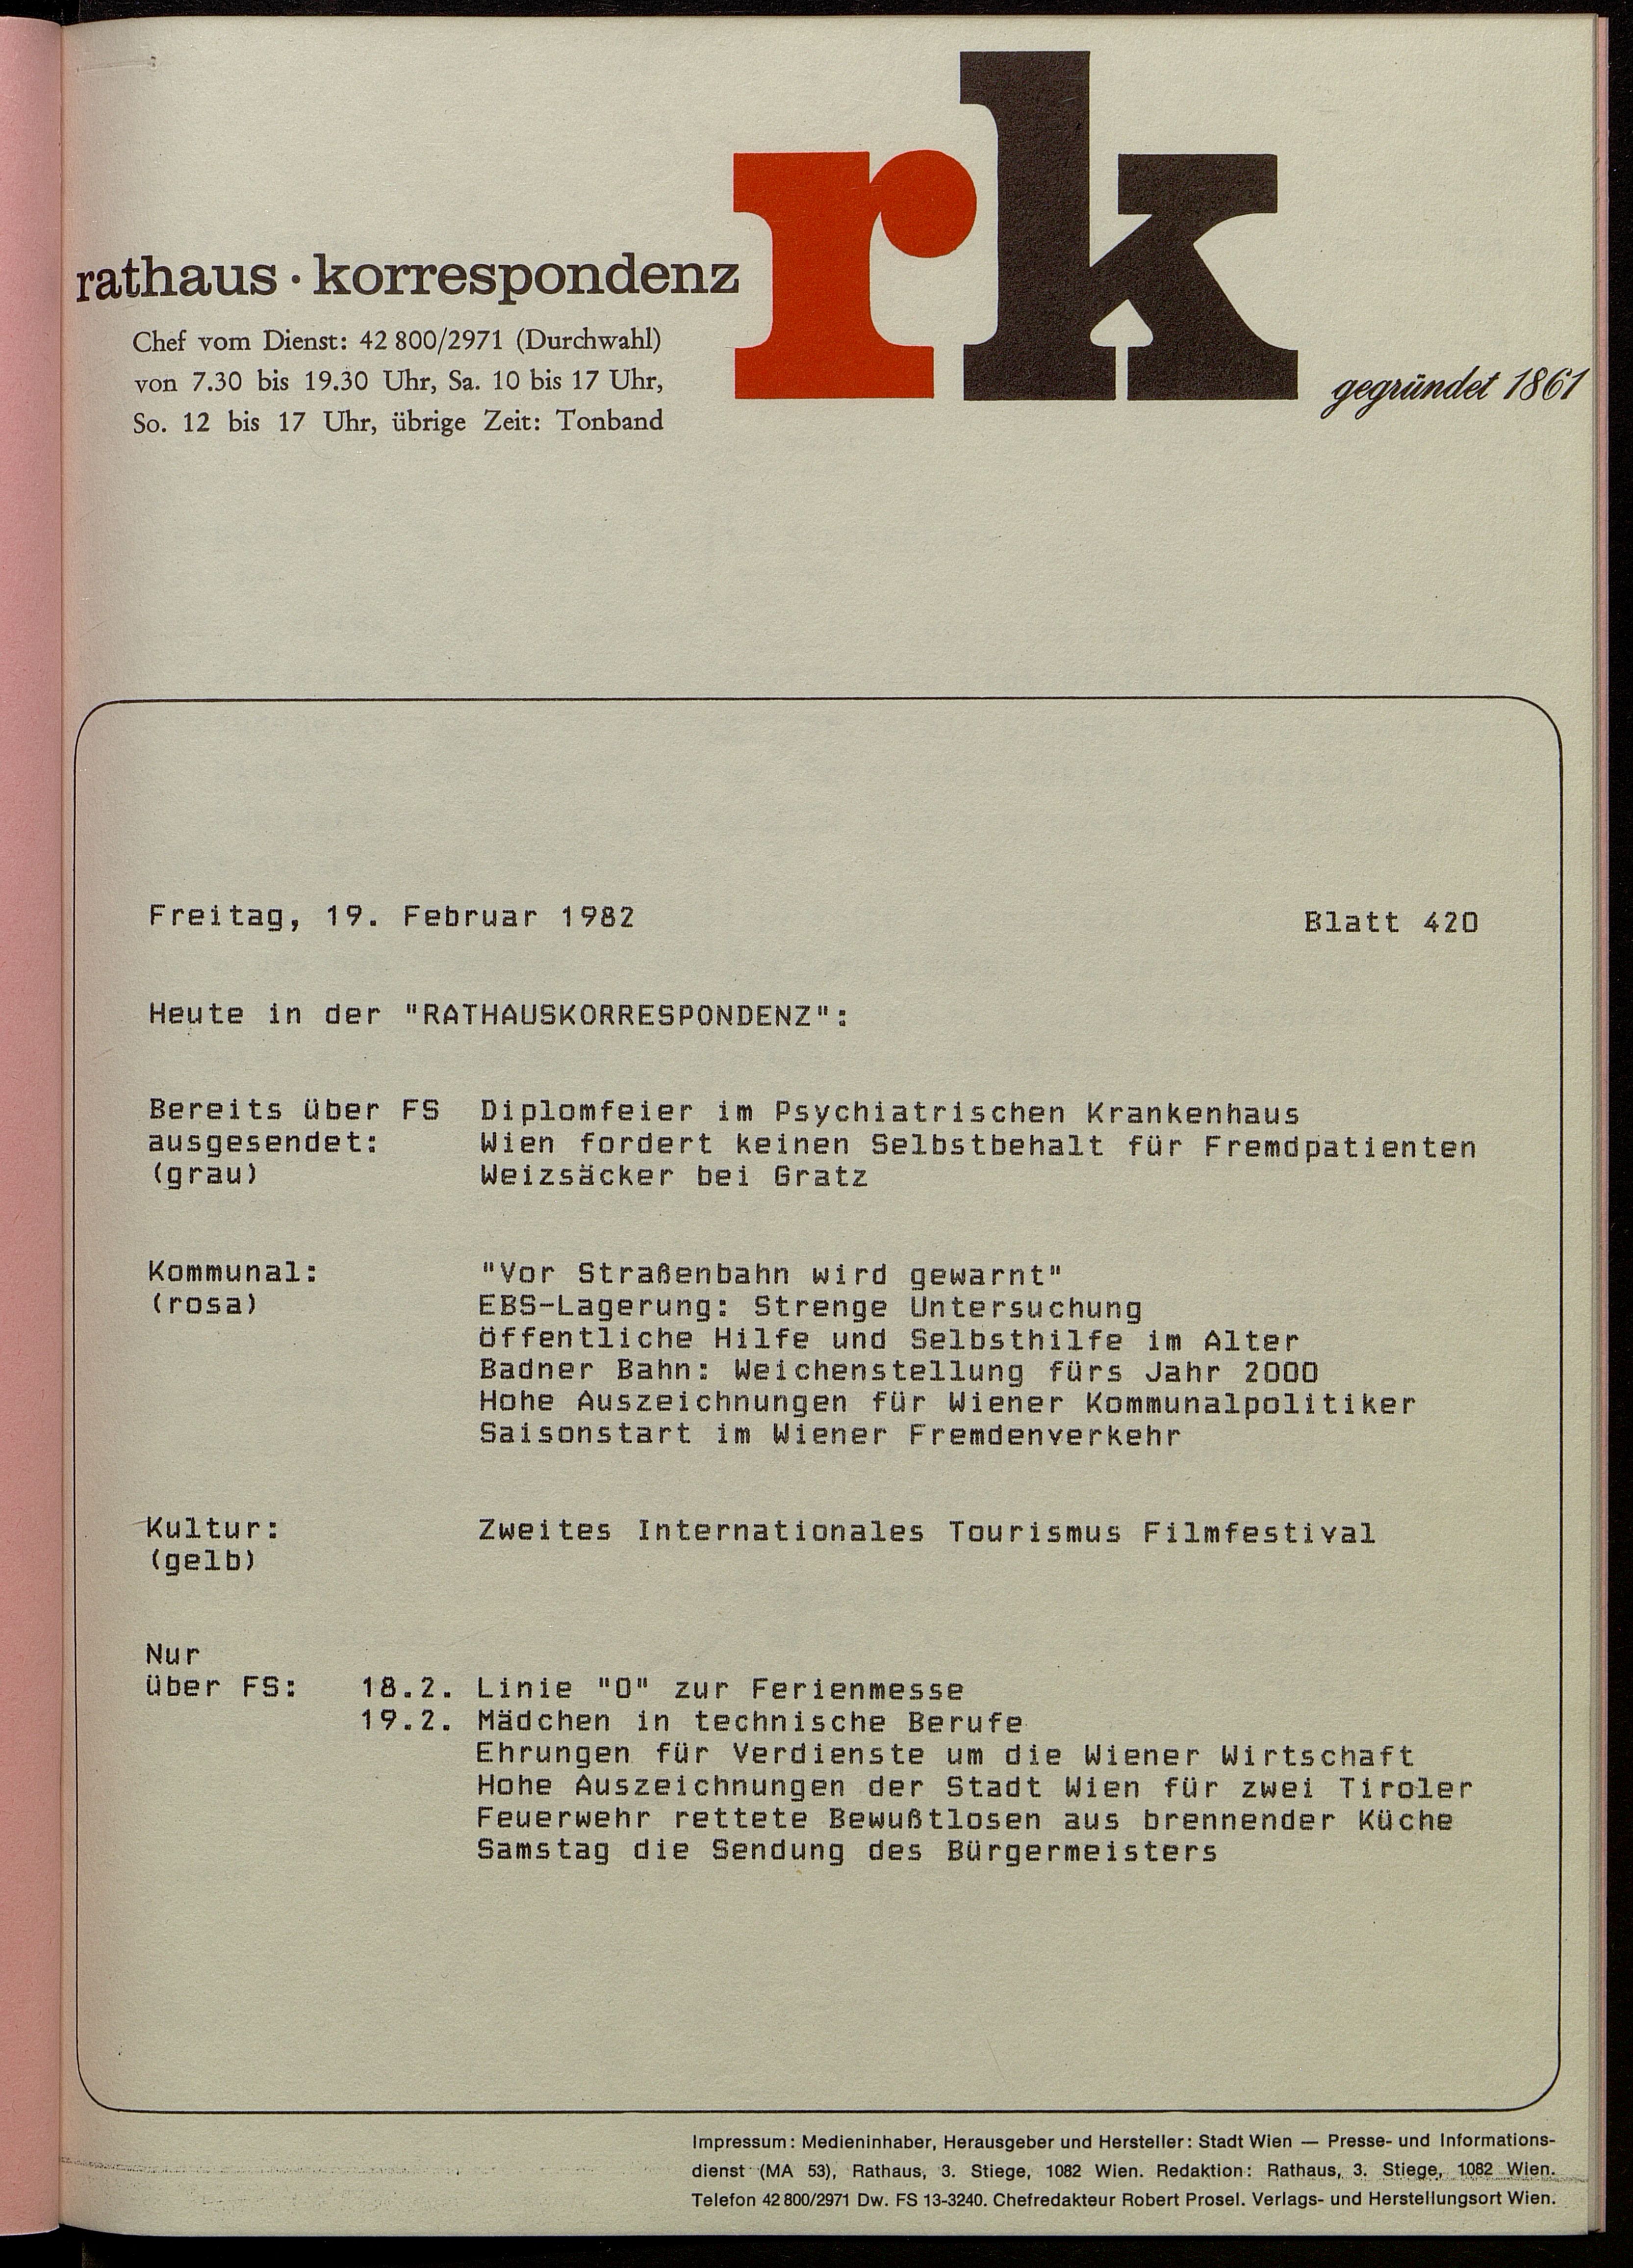 rk
rathaus · korrespondenz
Chef vom Dienst: 42 800/2971 (Durchwahl)
von 7.30 bis 19.30 Uhr, Sa. 10 bis 17 Uhr,
So. 12 bis 17 Uhr, übrige Zeit: Tonband
gegründet 1861
Freitag, 19. Februar 1982 Blatt 420
Heute in der "RATHAUSKORRESPONDENZ":
Bereits über FS Diplomfeier im Psychiatrischen Krankenhaus
ausgesendet: Wien fordert keinen Selbstbehalt für Fremdpatienten
(grau) Weizsäcker bei Gratz
Kommunal: "Vor Straßenbahn wird gewarnt"
(rosa) EBS-Lagerung: Strenge Untersuchung
öffentliche Hilfe und Selbsthilfe im Alter
Badner Bahn: Weichenstellung fürs Jahr 2000
Hohe Auszeichnungen für Wiener Kommunalpolitiker
Saisonstart im Wiener Fremdenverkehr
Kultur: Zweites Internationales Tourismus Filmfestival
(gelb)
Nur
über FS: 18.2. Linie "O" zur Ferienmesse
19.2. Mädchen in technische Berufe
Ehrungen für Verdienste um die Wiener Wirtschaft
Hohe Auszeichnungen der Stadt Wien für zwei Tiroler
Feuerwehr rettete Bewußtlosen aus brennender Küche
Samstag die Sendung des Bürgermeisters
Impressum: Medieninhaber, Herausgeber und Hersteller: Stadt Wien — Presse- und Informations-
dienst (MA 53), Rathaus, 3. Stiege, 1082 Wien. Redaktion: Rathaus, 3. Stiege, 1082 Wien.
Telefon 42 800/2971 Dw. FS 13-3240. Chefredakteur Robert Prosel. Verlags- und Herstellungsort Wien.